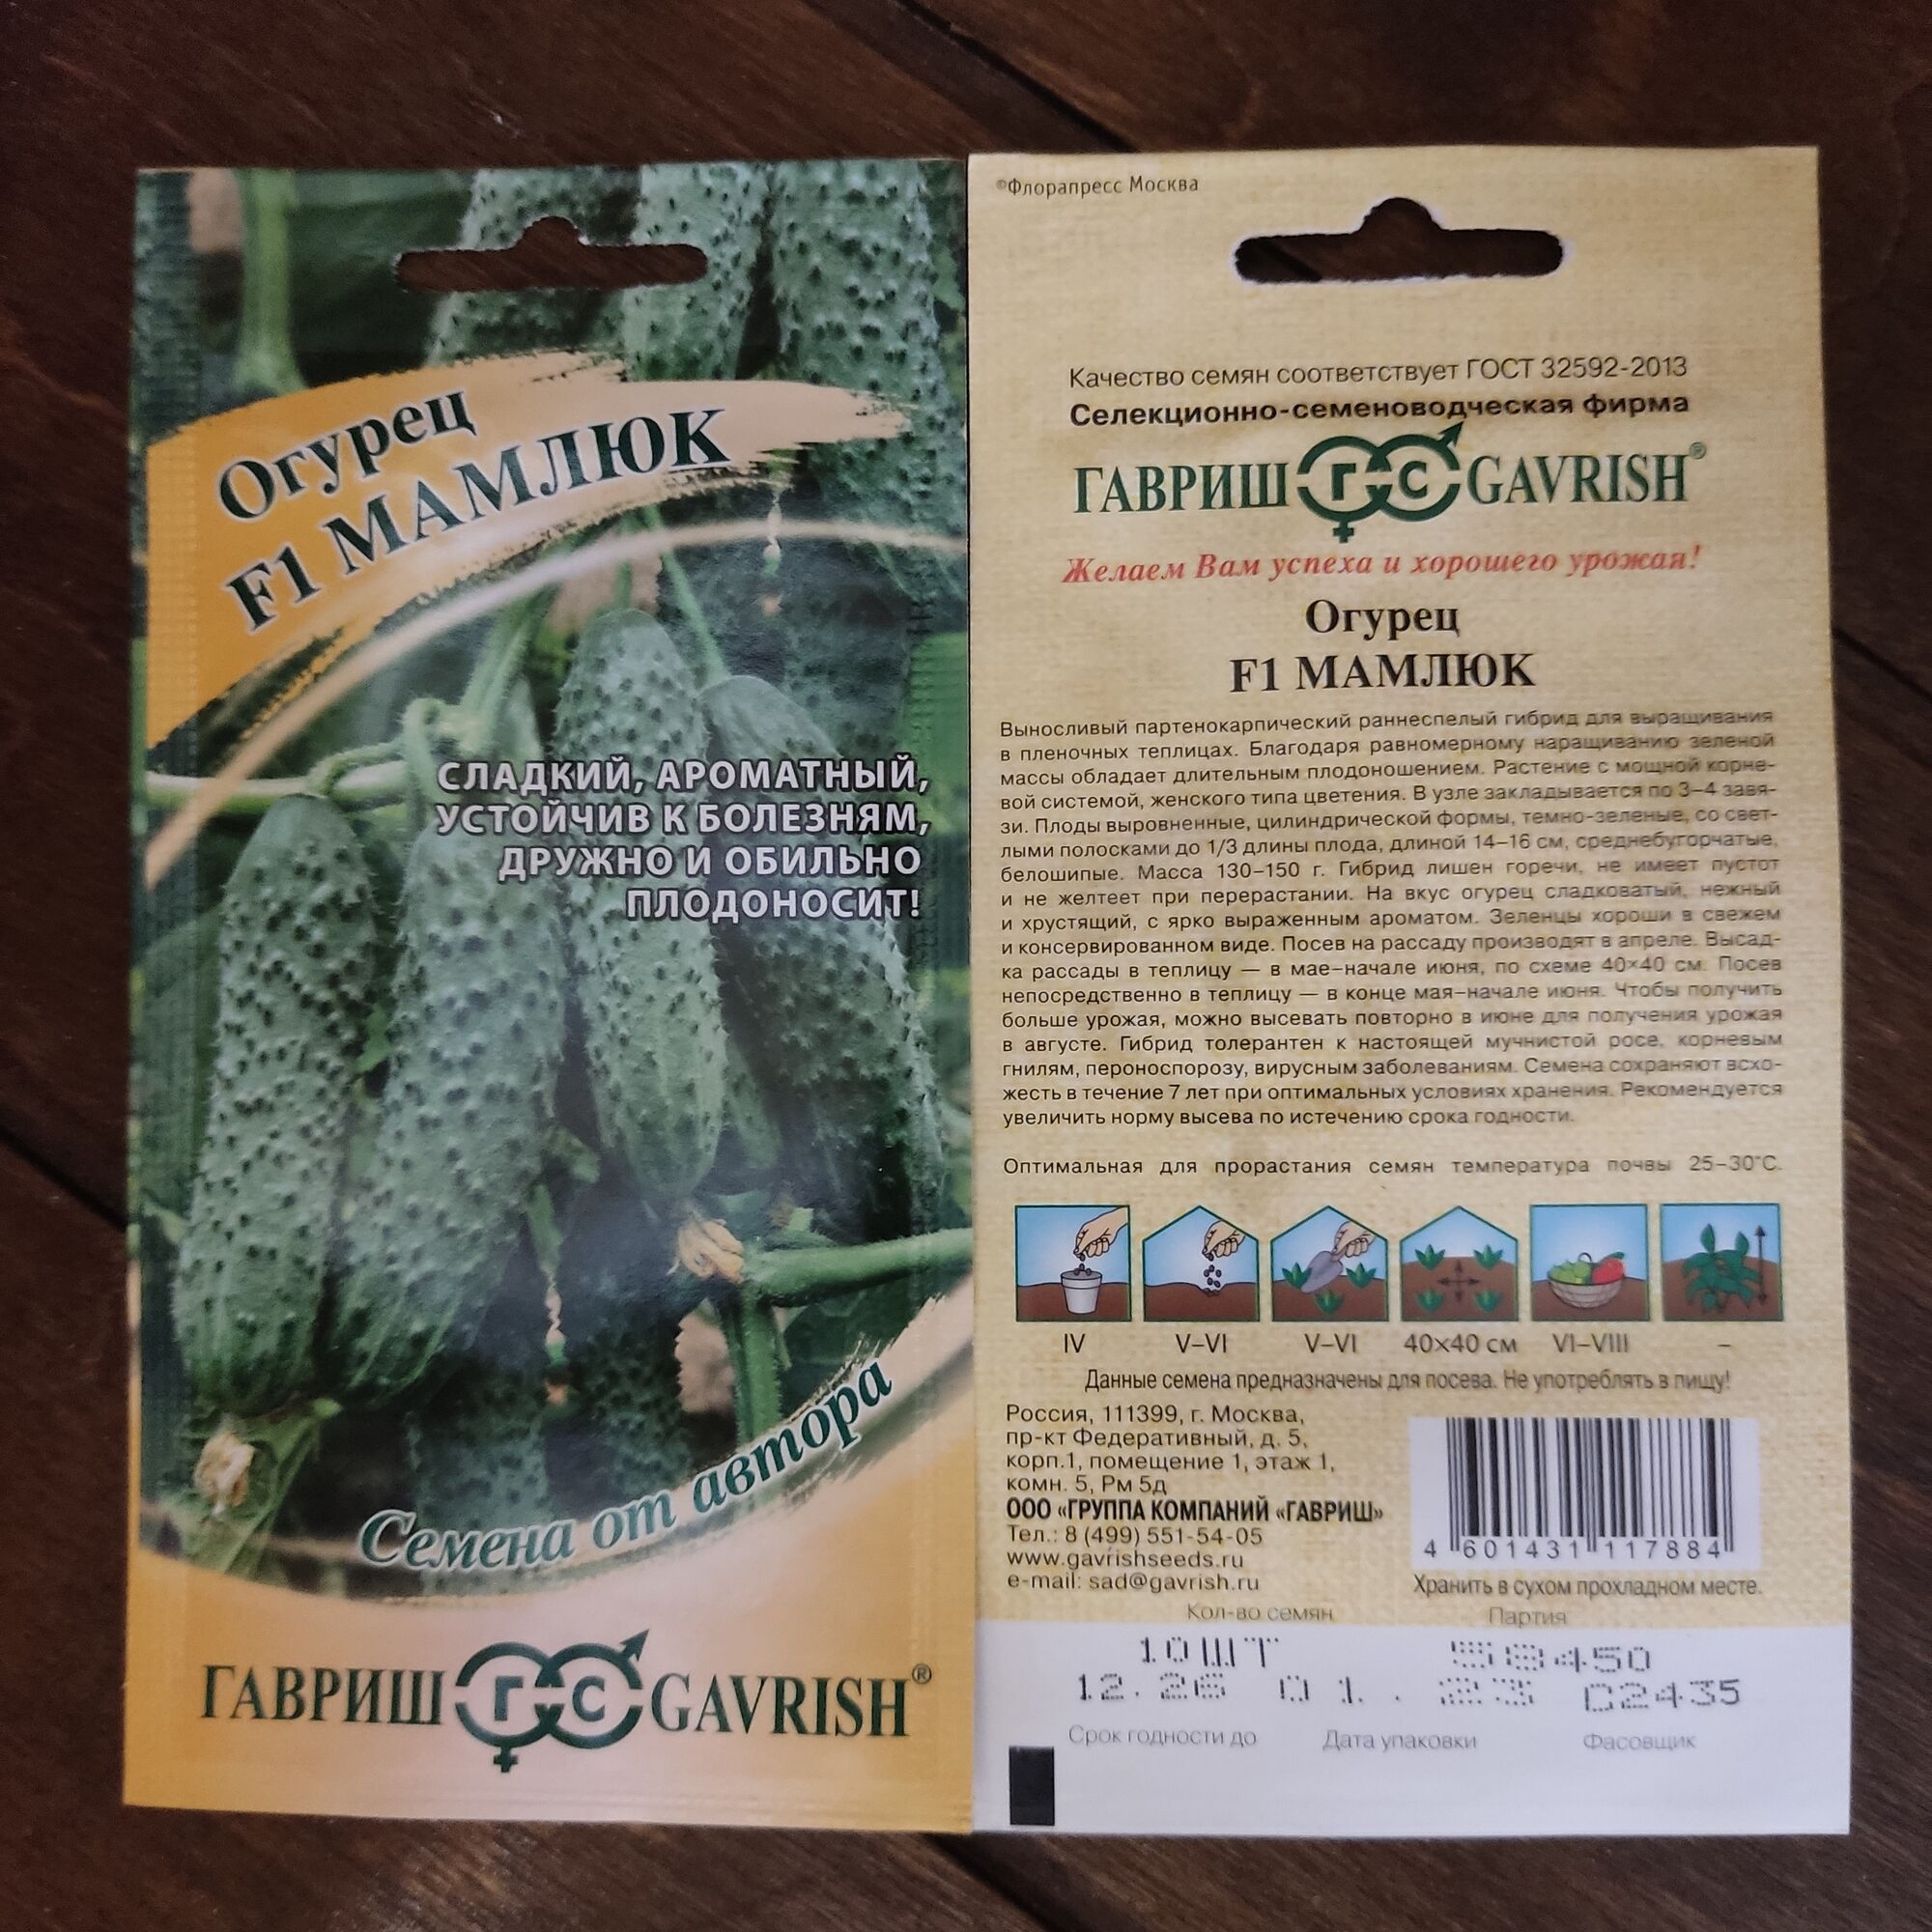 Огурец
F1 МАМЛЮК
СЛАДКИЙ, АРОМАТНЫЙ,
УСТОЙЧИВ К БОЛЕЗНЯМ,
ДРУЖНО И ОБИЛЬНО
ПЛОДОНОСИТ!
Семена от автора
ГАВРИШ ГС GAVRISH®
©Флорапресс Москва
Качество семян соответствует ГОСТ 32592-2013
Селекционно-семеноводческая фирма
ГАВРИШ ГС GAVRISH®
Желаем Вам успеха и хорошего урожая!
Огурец
F1 МАМЛЮК
Выносливый партенокарпический раннеспелый гибрид для выращивания
в пленочных теплицах. Благодаря равномерному наращиванию зеленой
массы обладает длительным плодоношением. Растение с мощной корне-
вой системой, женского типа цветения. В узле закладывается по 3–4 завя-
зи. Плоды выровненные, цилиндрической формы, темно-зеленые, со свет-
лыми полосками до 1/3 длины плода, длиной 14–16 см, среднебугорчатые,
белошипые. Масса 130–150 г. Гибрид лишен горечи, не имеет пустот
и не желтеет при перерастании. На вкус огурец сладковатый, нежный
и хрустящий, с ярко выраженным ароматом. Зеленцы хороши в свежем
и консервированном виде. Посев на рассаду производят в апреле. Высад-
ка рассады в теплицу — в мае–начале июня, по схеме 40×40 см. Посев
непосредственно в теплицу — в конце мая–начале июня. Чтобы получить
больше урожая, можно высевать повторно в июне для получения урожая
в августе. Гибрид толерантен к настоящей мучнистой росе, корневым
гнилям, пероноспорозу, вирусным заболеваниям. Семена сохраняют всхо-
жесть в течение 7 лет при оптимальных условиях хранения. Рекомендуется
увеличить норму высева по истечению срока годности.
Оптимальная для прорастания семян температура почвы 25–30°С.
IV V–VI V–VI 40×40 см VI–VIII –
Данные семена предназначены для посева. Не употреблять в пищу!
Россия, 111399, г. Москва,
пр-кт Федеративный, д. 5,
корп.1, помещение 1, этаж 1,
комн. 5, Рм 5д
ООО «ГРУППА КОМПАНИЙ «ГАВРИШ»
Тел.: 8 (499) 551-54-05
www.gavrishseeds.ru
e-mail: sad@gavrish.ru
4 601431 117884
Хранить в сухом прохладном месте.
Кол-во семян Партия
10ШТ 59450
12.26 01.23 С2435
Срок годности до Дата упаковки Фасовщик